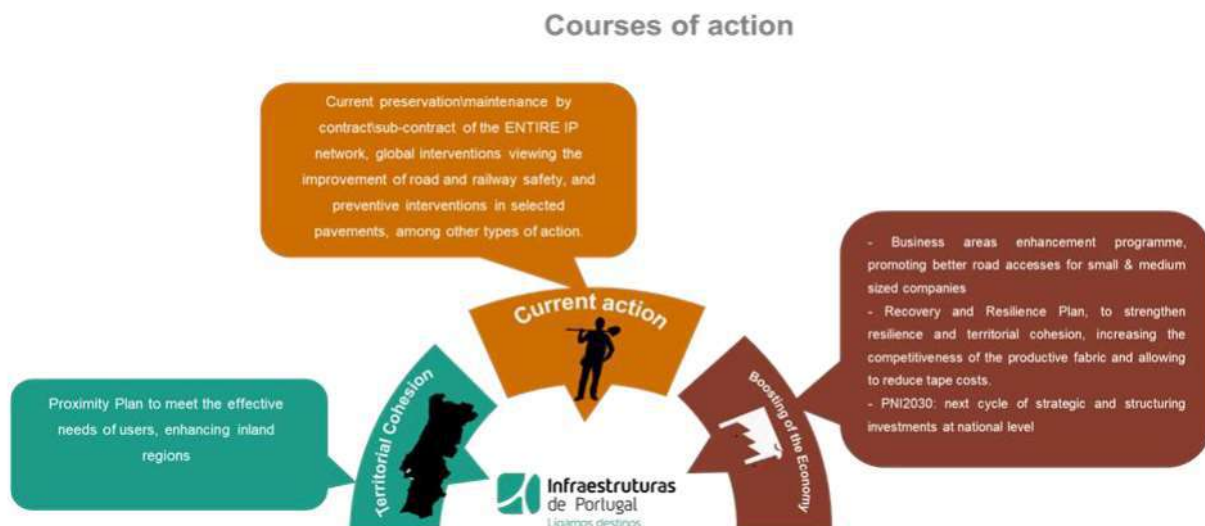 Courses of action
Current preservation\maintenance by
contract\sub-contract of the ENTIRE IP
network, global interventions viewing the
improvement of road and railway safety, and
preventive interventions in selected
pavements, among other types of action.
- Business areas enhancement programme,
promoting better road accesses for small & medium
sized companies
- Recovery and Resilience Plan, to strengthen
resilience and territorial cohesion, increasing the
competitiveness of the productive fabric and allowing
to reduce tape costs.
- PNI2030: next cycle of strategic and structuring
investments at national level
Current action
Boosting of the Economy
Territorial Cohesion
Proximity Plan to meet the effective
needs of users, enhancing inland
regions
Infraestruturas
de Portugal
Ligamos destinos